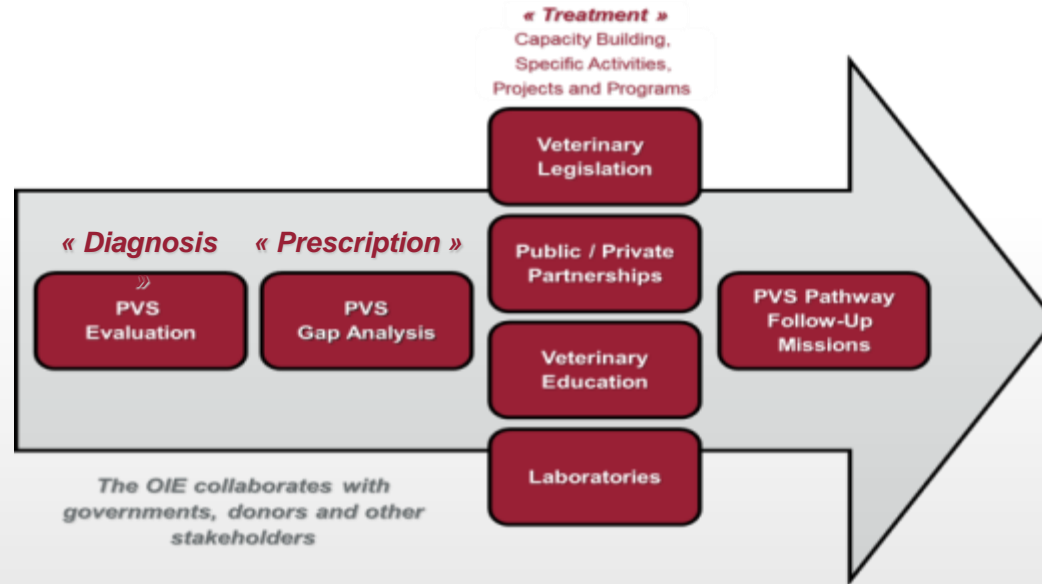 « Treatment »
Capacity Building,
Specific Activities,
Projects and Programs
« Diagnosis
»
PVS
Evaluation
« Prescription »
PVS
Gap Analysis
Veterinary
Legislation
Public / Private
Partnerships
Veterinary
Education
Laboratories
PVS Pathway
Follow-Up
Missions
The OIE collaborates with
governments, donors and other
stakeholders